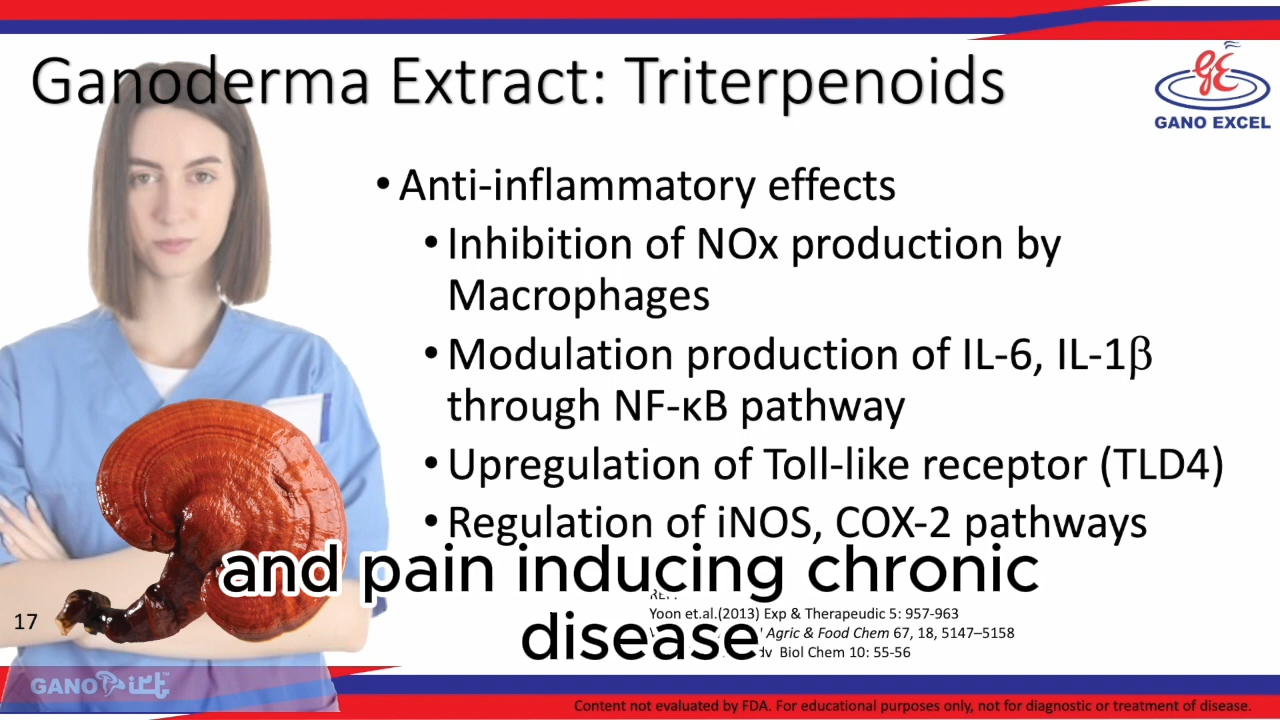 Ganoderma Extract: Triterpenoids
GE
GANO EXCEL
• Anti-inflammatory effects
• Inhibition of NOx production by
Macrophages
• Modulation production of IL-6, IL-1β
through NF-κB pathway
• Upregulation of Toll-like receptor (TLD4)
• Regulation of iNOS, COX-2 pathways
and pain inducing chronic
disease
Yoon et.al.(2013) Exp & Therapeudic 5: 957-963
Agric & Food Chem 67, 18, 5147–5158
Biol Chem 10: 55-56
17
GANO
Content not evaluated by FDA. For educational purposes only, not for diagnostic or treatment of disease.